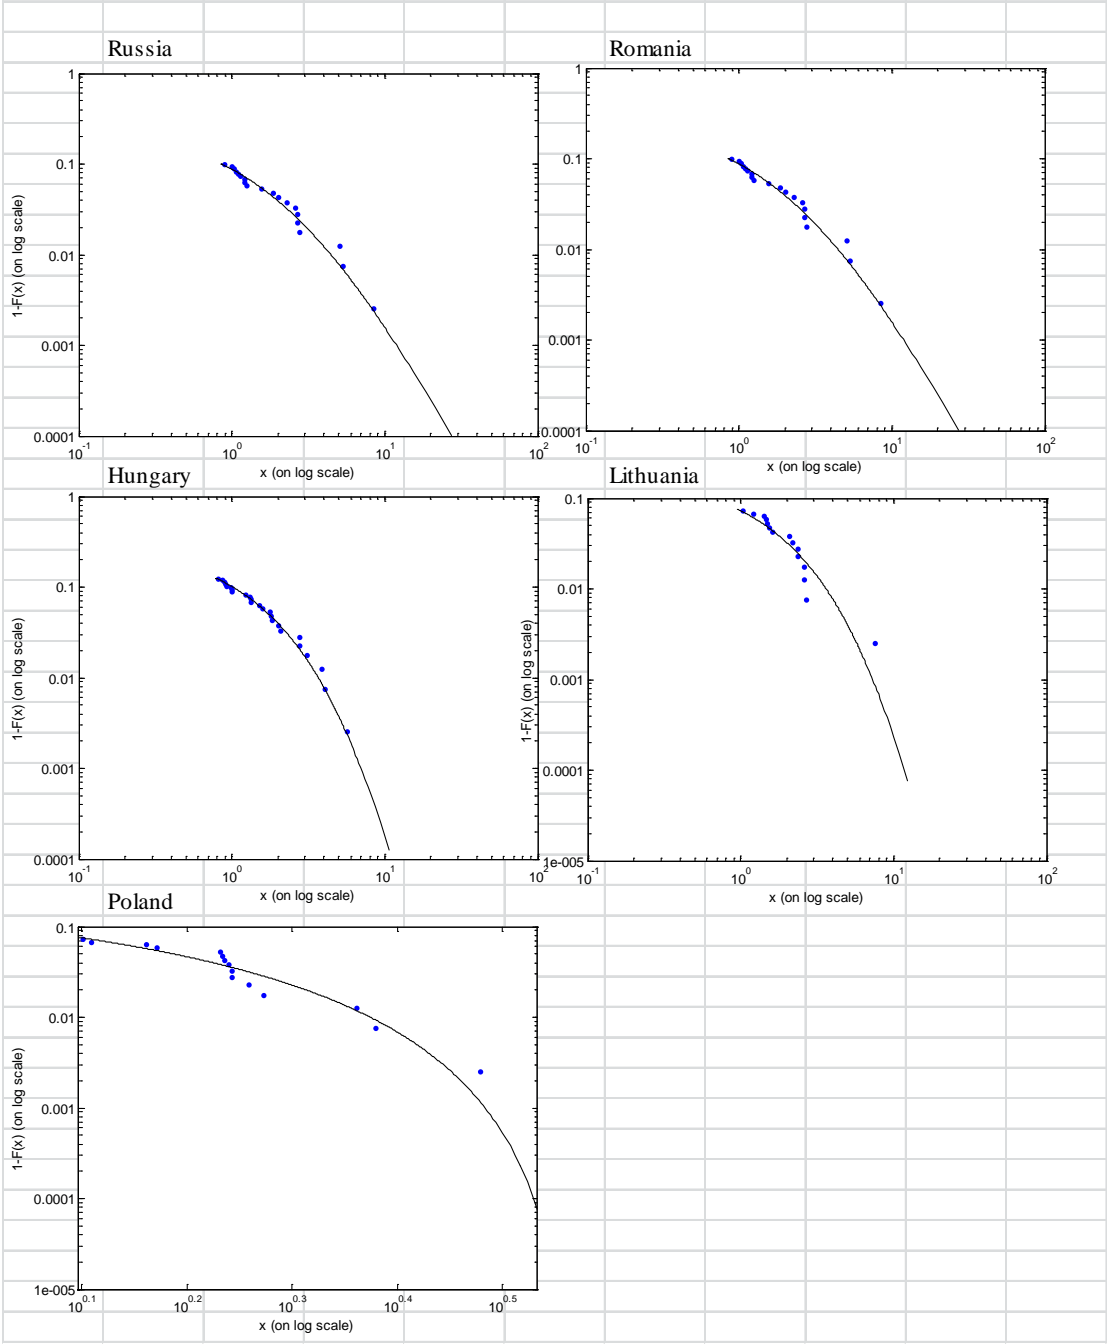 Russia
1
0.1
0.01
0.001
0.0001
1-F(x) (on log scale)
10^-1 10^0 10^1 10^2
x (on log scale)
Romania
1
0.1
0.01
0.001
0.0001
10^-1 10^0 10^1 10^2
x (on log scale)
Hungary
1
0.1
0.01
0.001
0.0001
1-F(x) (on log scale)
10^-1 10^0 10^1 10^2
x (on log scale)
Lithuania
0.1
0.01
0.001
0.0001
1e-005
1-F(x) (on log scale)
10^-1 10^0 10^1 10^2
x (on log scale)
Poland
0.1
0.01
0.001
0.0001
1e-005
1-F(x) (on log scale)
10^0.1 10^0.2 10^0.3 10^0.4 10^0.5
x (on log scale)